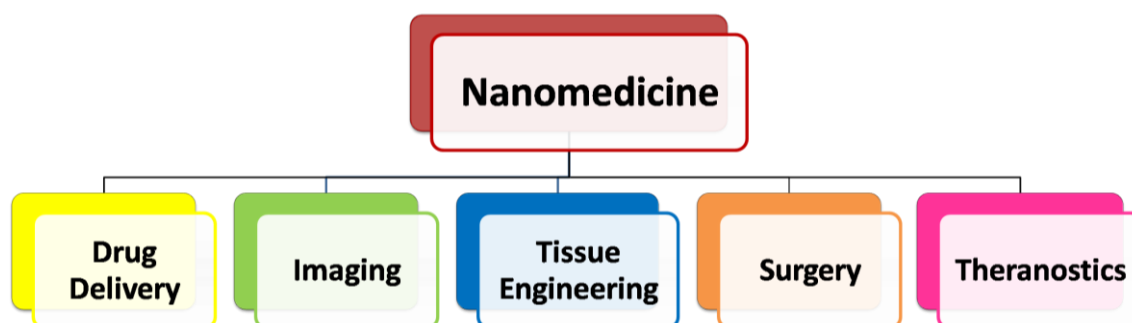 Nanomedicine
Drug
Delivery
Imaging
Tissue
Engineering
Surgery
Theranostics